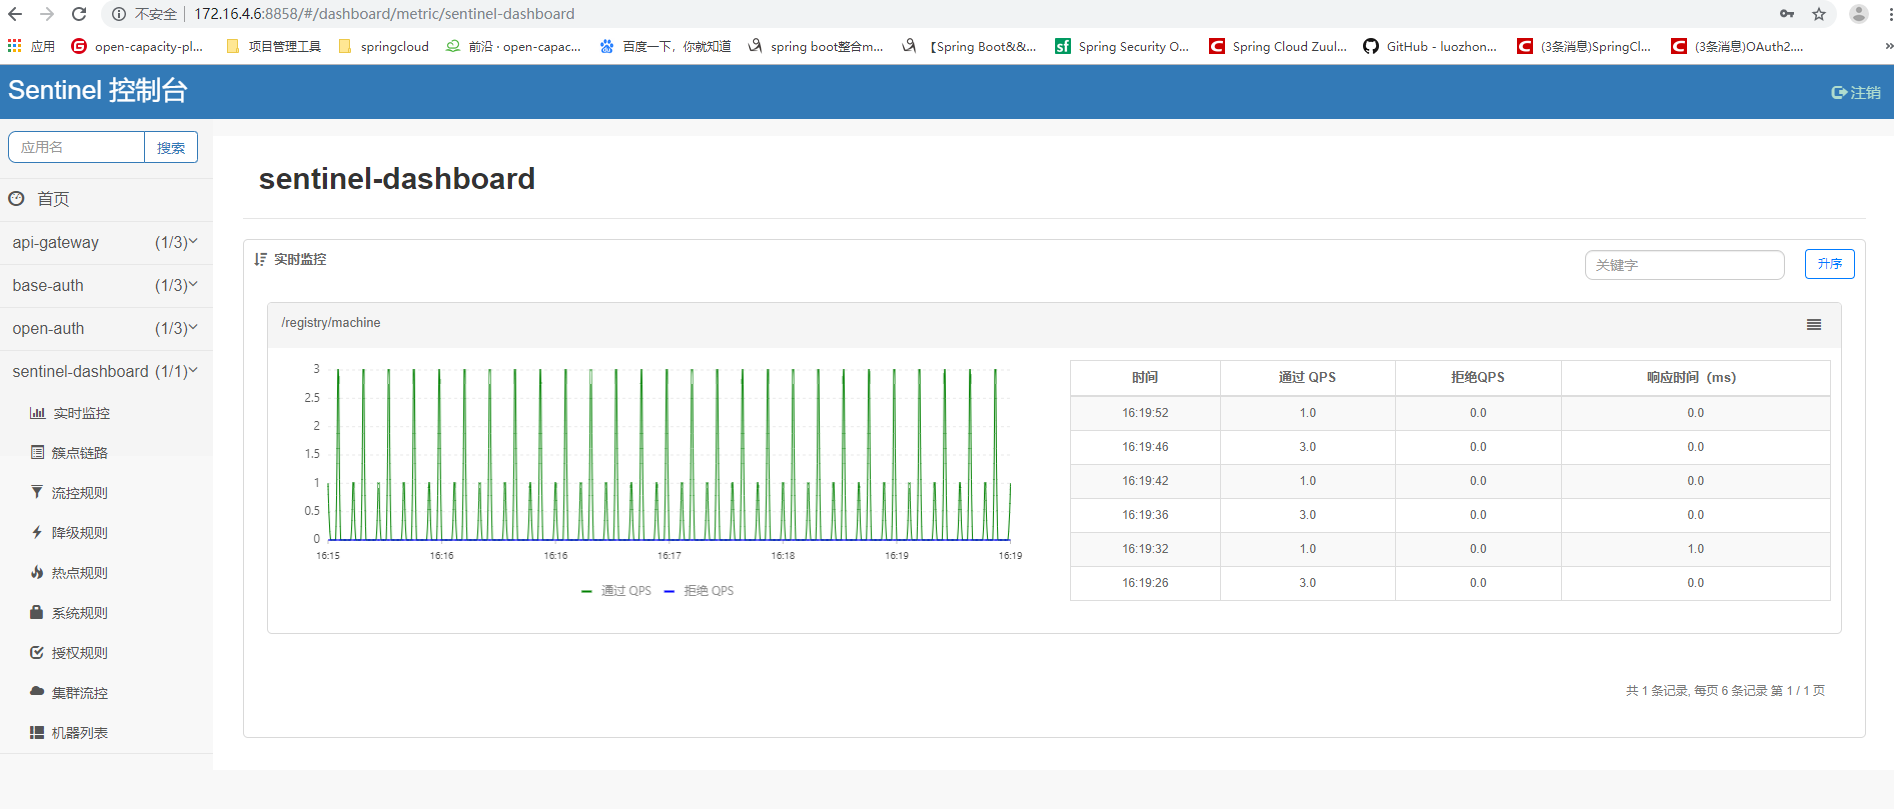 不安全 172.16.4.6:8858/#/dashboard/metric/sentinel-dashboard
应用 open-capacity-pl... 项目管理工具 springcloud 前沿 · open-capac... 百度一下，你就知道 spring boot整合m... 【Spring Boot&&... Spring Security O... Spring Cloud Zuul... GitHub - luozhon... (3条消息)SpringCl... (3条消息)OAuth2....
Sentinel 控制台 注销
应用名 搜索
首页
api-gateway (1/3)
base-auth (1/3)
open-auth (1/3)
sentinel-dashboard (1/1)
实时监控
簇点链路
流控规则
降级规则
热点规则
系统规则
授权规则
集群流控
机器列表
sentinel-dashboard
实时监控 关键字 升序
/registry/machine
3
2.5
2
1.5
1
0.5
0
16:15 16:16 16:16 16:17 16:18 16:19 16:19
通过 QPS 拒绝 QPS
时间 通过 QPS 拒绝QPS 响应时间（ms）
16:19:52 1.0 0.0 0.0
16:19:46 3.0 0.0 0.0
16:19:42 1.0 0.0 0.0
16:19:36 3.0 0.0 0.0
16:19:32 1.0 0.0 1.0
16:19:26 3.0 0.0 0.0
共 1 条记录, 每页 6 条记录 第 1 / 1 页